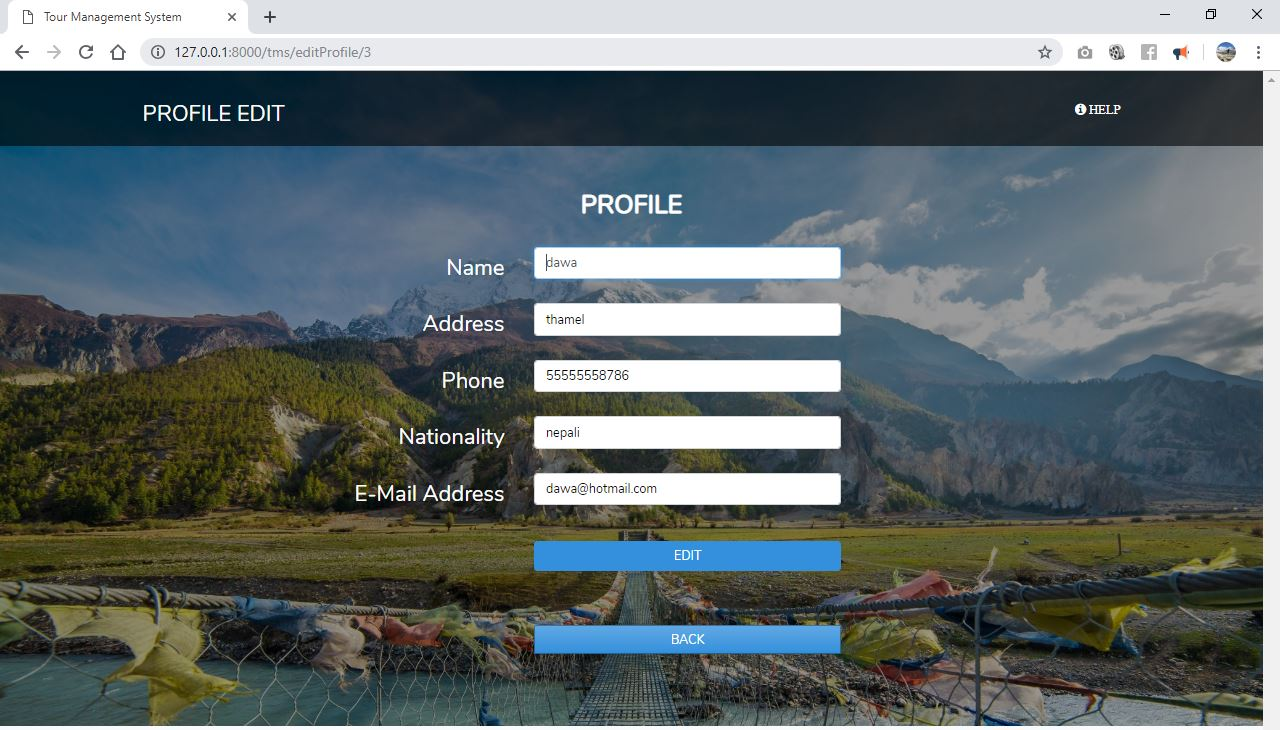 Tour Management System
127.0.0.1:8000/tms/editProfile/3
PROFILE EDIT
HELP
PROFILE
Name
dawa
Address
thamel
Phone
55555558786
Nationality
nepali
E-Mail Address
dawa@hotmail.com
EDIT
BACK